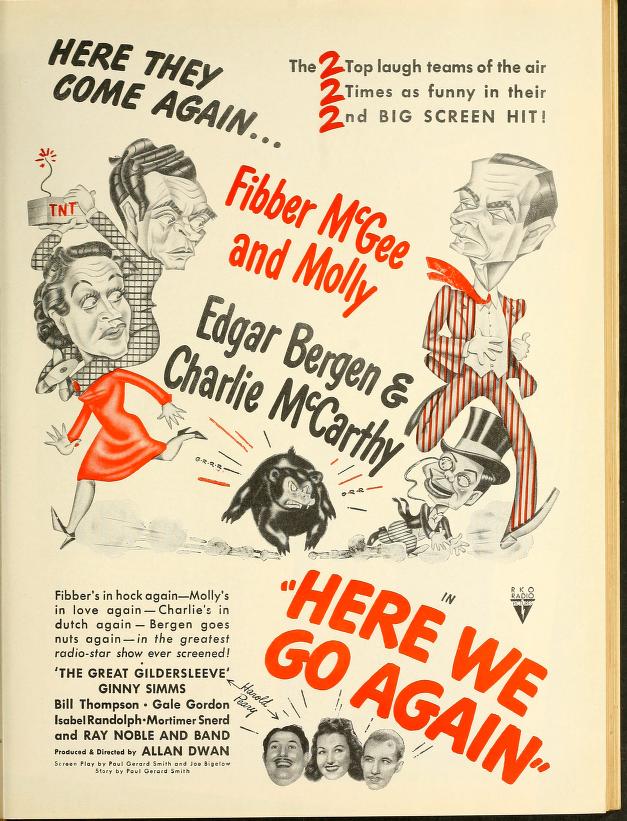 HERE THEY
COME AGAIN...
The 2 Top laugh teams of the air
2 Times as funny in their
2nd BIG SCREEN HIT!
TNT
Fibber McGee
and Molly
Edgar Bergen &
Charlie McCarthy
G-R-R-R
Fibber's in hock again—Molly's
in love again—Charlie's in
dutch again—Bergen goes
nuts again—in the greatest
radio-star show ever screened!
'THE GREAT GILDERSLEEVE'
GINNY SIMMS
Bill Thompson • Gale Gordon
Isabel Randolph • Mortimer Snerd
and RAY NOBLE AND BAND
Produced & Directed by ALLAN DWAN
Screen Play by Paul Gerard Smith and Joe Bigelow
Story by Paul Gerard Smith
Harold
Peary
IN
"HERE WE
GO AGAIN"
RKO
RADIO